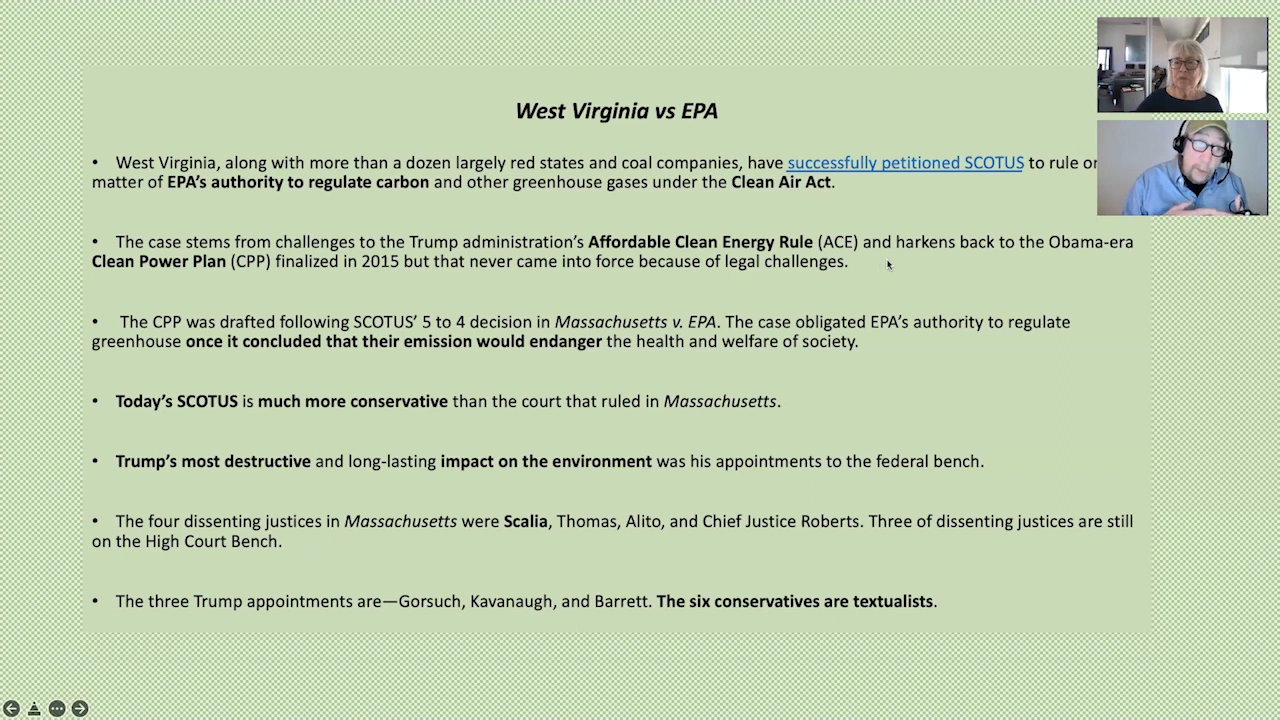 West Virginia vs EPA
• West Virginia, along with more than a dozen largely red states and coal companies, have successfully petitioned SCOTUS to rule
matter of EPA's authority to regulate carbon and other greenhouse gases under the Clean Air Act.
• The case stems from challenges to the Trump administration's Affordable Clean Energy Rule (ACE) and harkens back to the Obama-era
Clean Power Plan (CPP) finalized in 2015 but that never came into force because of legal challenges.
• The CPP was drafted following SCOTUS' 5 to 4 decision in Massachusetts v. EPA. The case obligated EPA's authority to regulate
greenhouse once it concluded that their emission would endanger the health and welfare of society.
• Today's SCOTUS is much more conservative than the court that ruled in Massachusetts.
• Trump's most destructive and long-lasting impact on the environment was his appointments to the federal bench.
• The four dissenting justices in Massachusetts were Scalia, Thomas, Alito, and Chief Justice Roberts. Three of dissenting justices are still
on the High Court Bench.
• The three Trump appointments are—Gorsuch, Kavanaugh, and Barrett. The six conservatives are textualists.